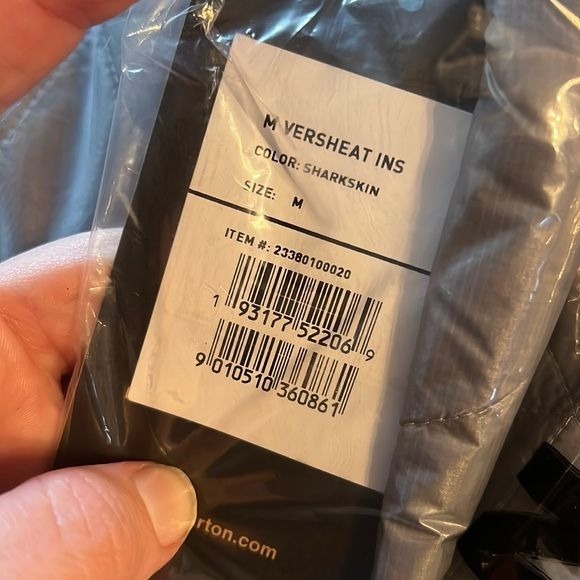 M VERSHEAT INS
COLOR: SHARKSKIN
SIZE: M
ITEM #: 23380100020
1 93177 52206 9
9 010510 360861
rton.com